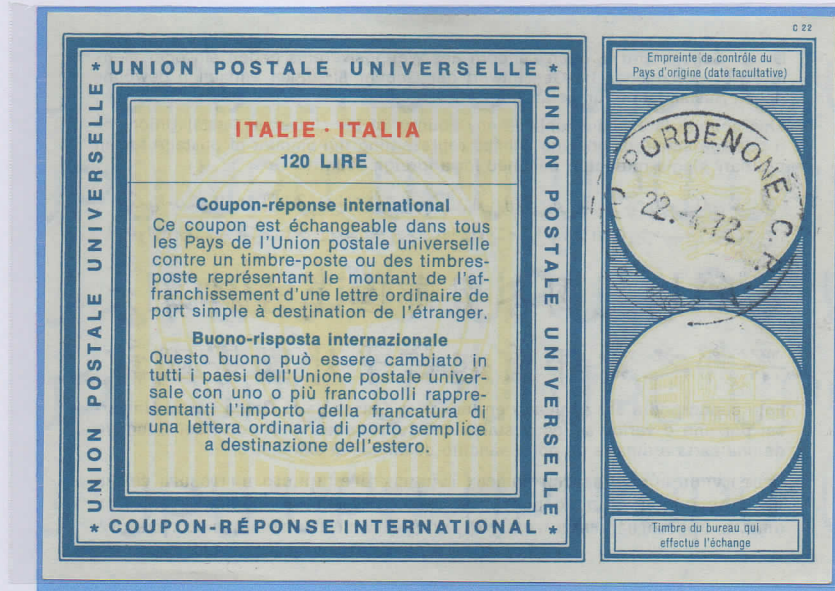 C 22
* UNION POSTALE UNIVERSELLE *
UNION POSTALE UNIVERSELLE
UNION POSTALE UNIVERSELLE
ITALIE · ITALIA
120 LIRE
Coupon-réponse international
Ce coupon est échangeable dans tous
les Pays de l'Union postale universelle
contre un timbre-poste ou des timbres-
poste représentant le montant de l'af-
franchissement d'une lettre ordinaire de
port simple à destination de l'étranger.
Buono-risposta internazionale
Questo buono può essere cambiato in
tutti i paesi dell'Unione postale univer-
sale con uno o più francobolli rappre-
sentanti l'importo della francatura di
una lettera ordinaria di porto semplice
a destinazione dell'estero.
* COUPON-RÉPONSE INTERNATIONAL *
Empreinte de contrôle du
Pays d'origine (date facultative)
PORDENONE C.P.
22.-4.72
Timbre du bureau qui
effectue l'échange